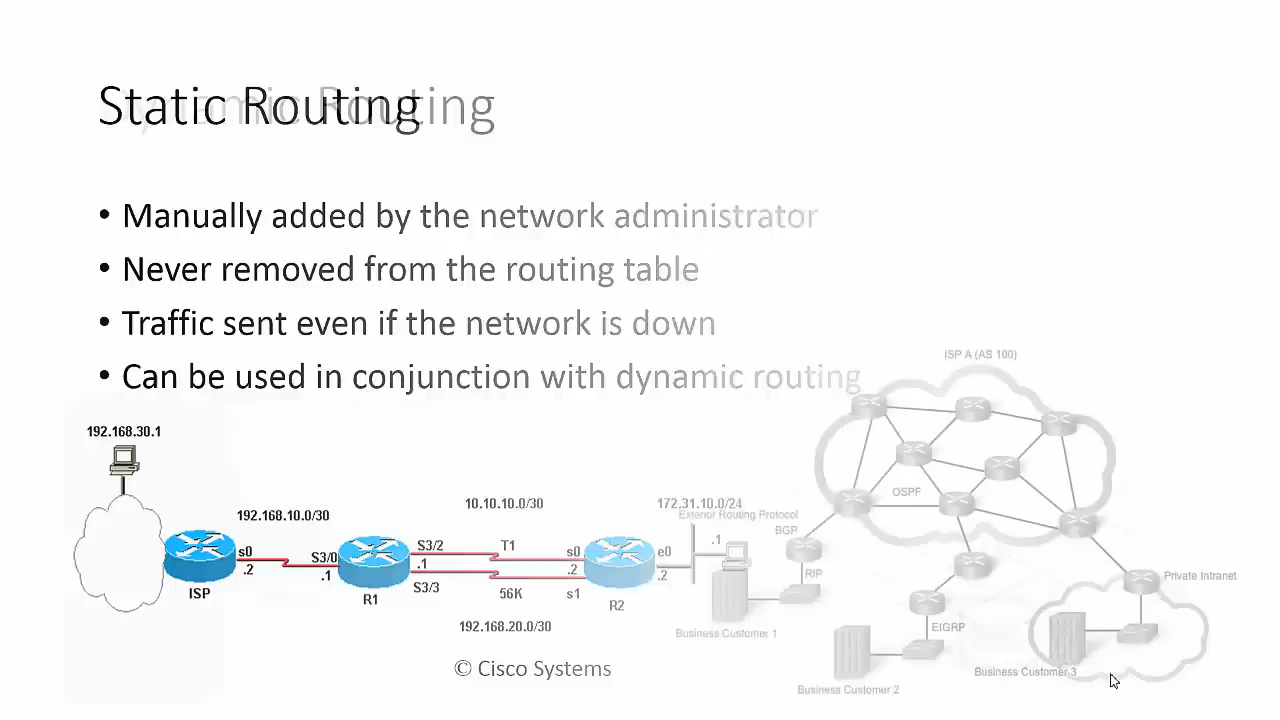 Static Routing
Dynamic Routing
• Manually added by the network administrator
• Never removed from the routing table
• Traffic sent even if the network is down
• Can be used in conjunction with dynamic routing
ISP A (AS 100)
192.168.30.1
OSPF
10.10.10.0/30
172.31.10.0/24
192.168.10.0/30
Exterior Routing Protocol
BGP
s0
.2
S3/0
.1
S3/2
.1
S3/3
T1
56K
s0
.2
s1
e0
.2
.1
RIP
Private Intranet
ISP
R1
R2
192.168.20.0/30
EIGRP
Business Customer 1
© Cisco Systems
Business Customer 3
Business Customer 2